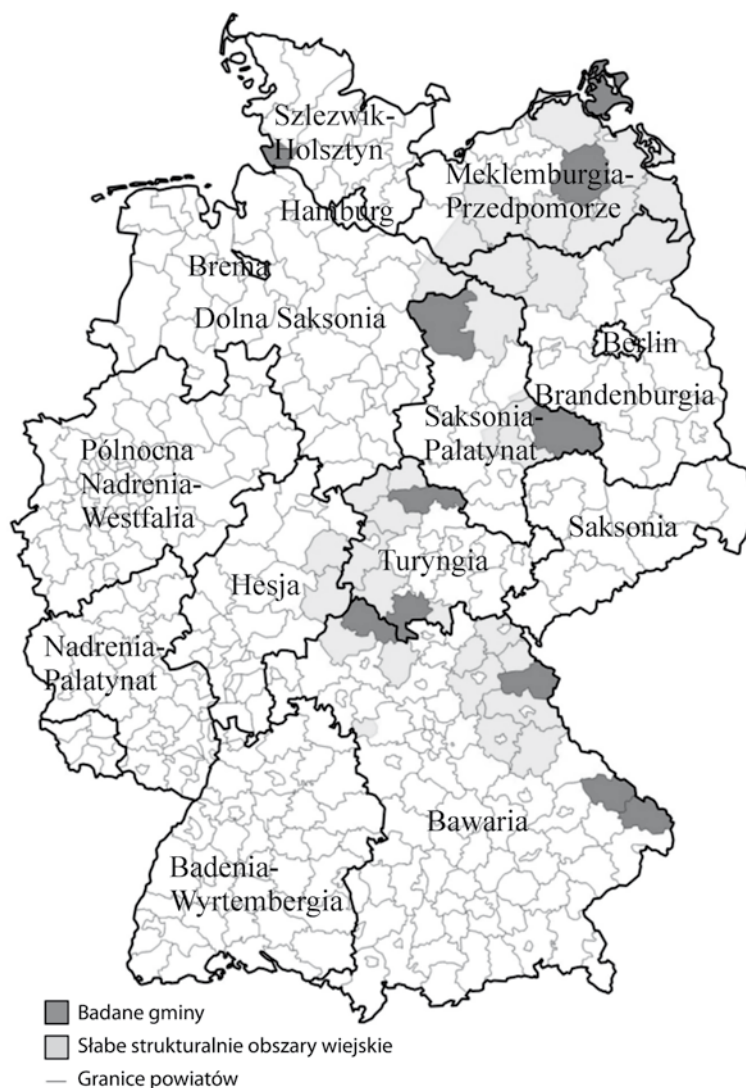 Szlezwik-
Holsztyn
Meklemburgia-
Przedpomorze
Hamburg
Brema
Dolna Saksonia
Berlin
Brandenburgia
Saksonia-
Palatynat
Pólnocna
Nadrenia-
Westfalia
Saksonia
Turyngia
Hesja
Nadrenia-
Palatynat
Bawaria
Badenia-
Wyrtembergia
Badane gminy
Słabe strukturalnie obszary wiejskie
Granice powiatów